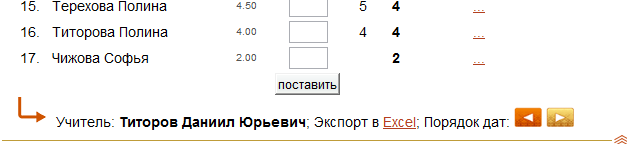 15. Терехова Полина 4.50 5 4 ...
16. Титорова Полина 4.00 4 4 ...
17. Чижова Софья 2.00 2 ...
поставить
Учитель: Титоров Даниил Юрьевич; Экспорт в Excel; Порядок дат: